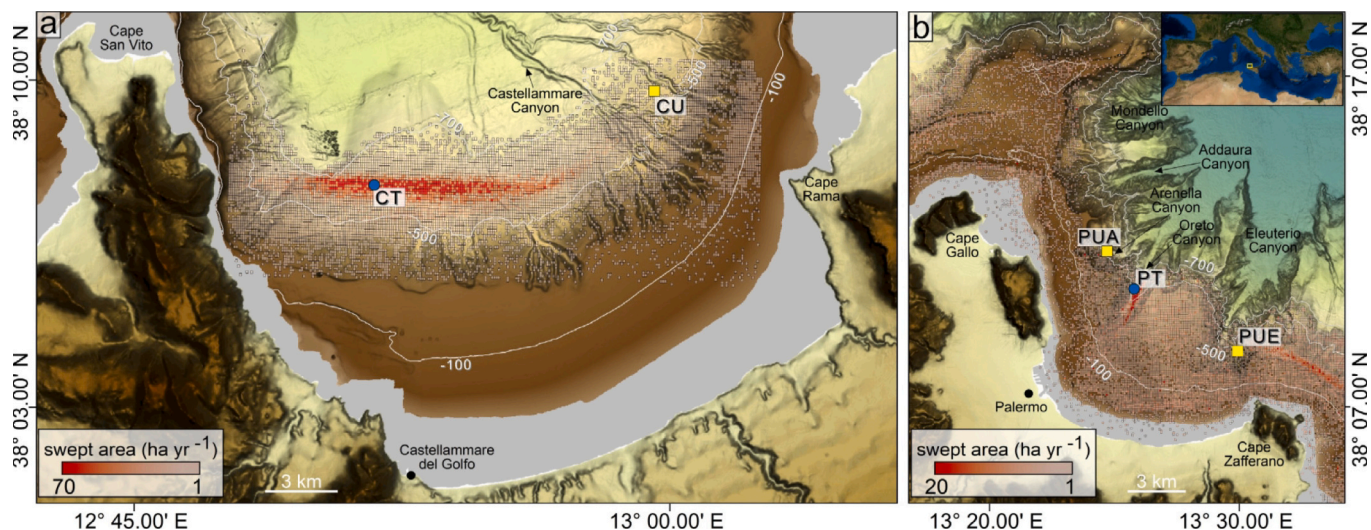 a
Cape
San Vito
Castellammare
Canyon
CU
CT
Cape
Rama
-700
-700
-500
-500
-100
-100
swept area (ha yr -1)
70 1
3 km
Castellammare
del Golfo
38° 10.00' N
38° 03.00' N
12° 45.00' E
13° 00.00' E
b
Mondello
Canyon
Addaura
Canyon
Arenella
Canyon
Oreto
Canyon
Eleuterio
Canyon
Cape
Gallo
PUA
PT
PUE
-700
-500
-100
Palermo
Cape
Zafferano
swept area (ha yr -1)
20 1
3 km
38° 17.00' N
38° 07.00' N
13° 20.00' E
13° 30.00' E